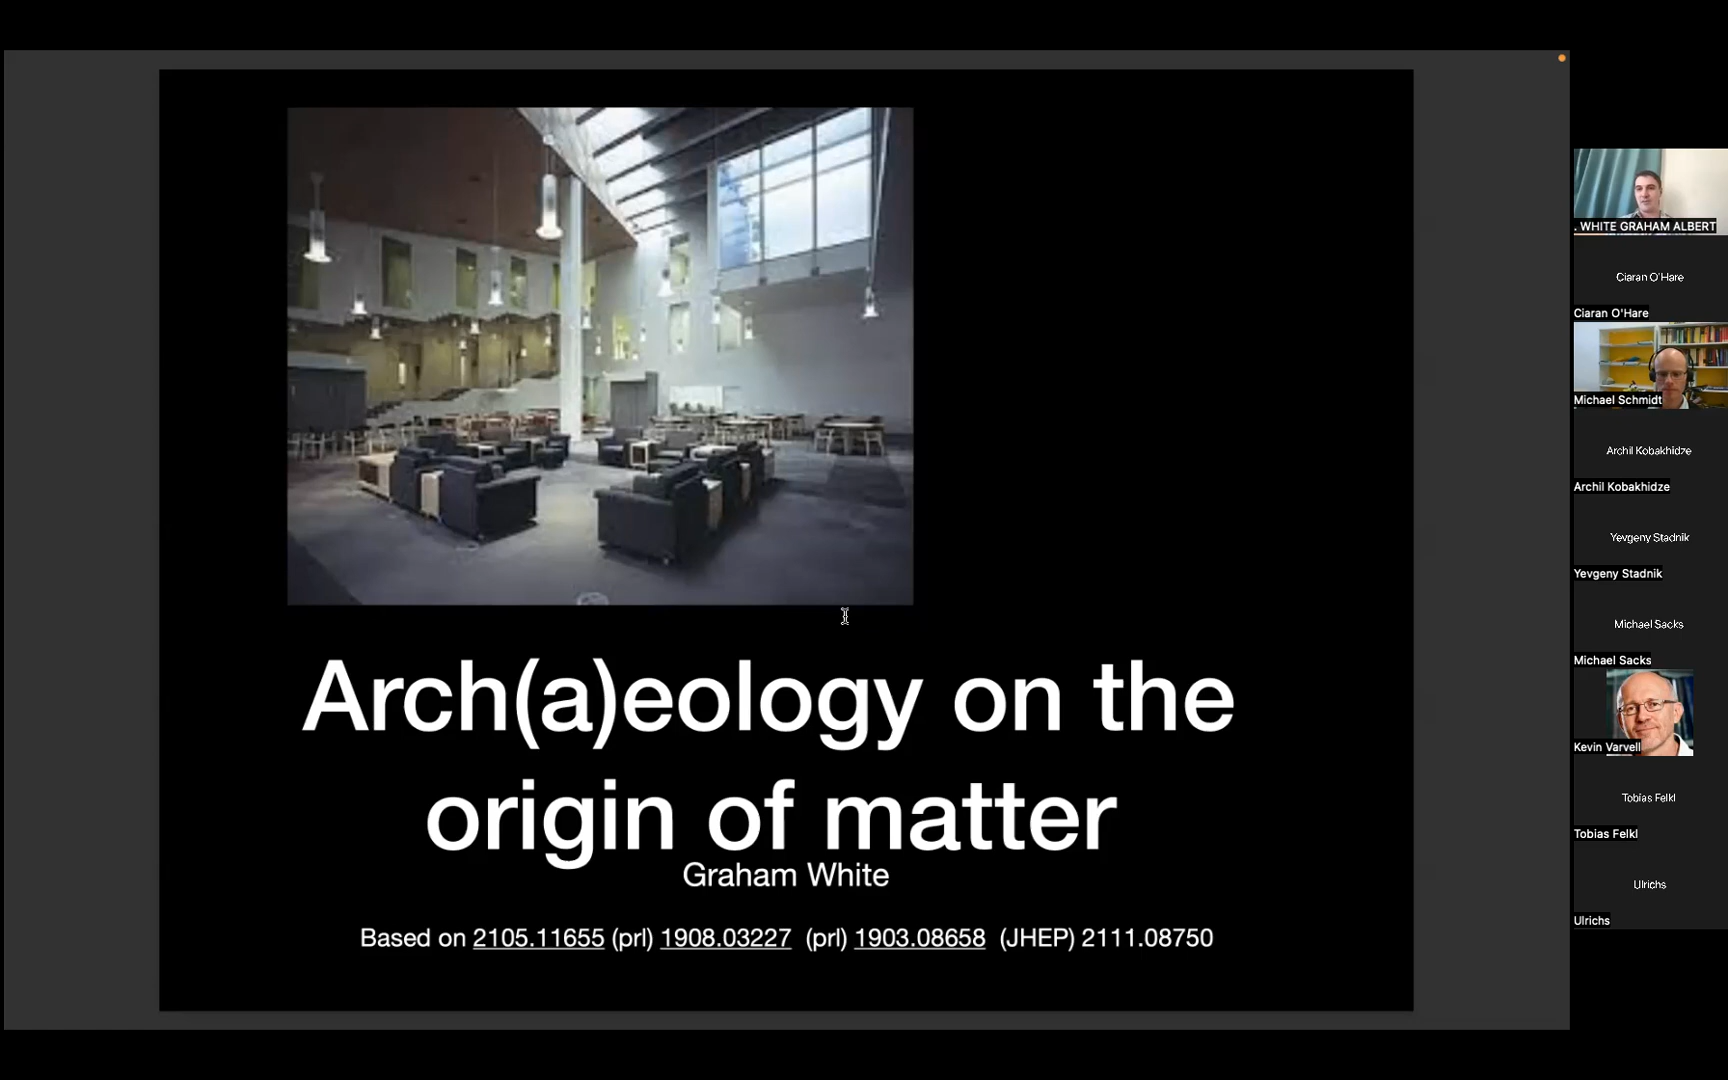 Arch(a)eology on the
origin of matter
Graham White
Based on 2105.11655 (prl) 1908.03227 (prl) 1903.08658 (JHEP) 2111.08750
. WHITE GRAHAM ALBERT
Ciaran O'Hare
Ciaran O'Hare
Michael Schmidt
Archil Kobakhidze
Archil Kobakhidze
Yevgeny Stadnik
Yevgeny Stadnik
Michael Sacks
Michael Sacks
Kevin Varvell
Tobias Felkl
Tobias Felkl
Ulrichs
Ulrichs